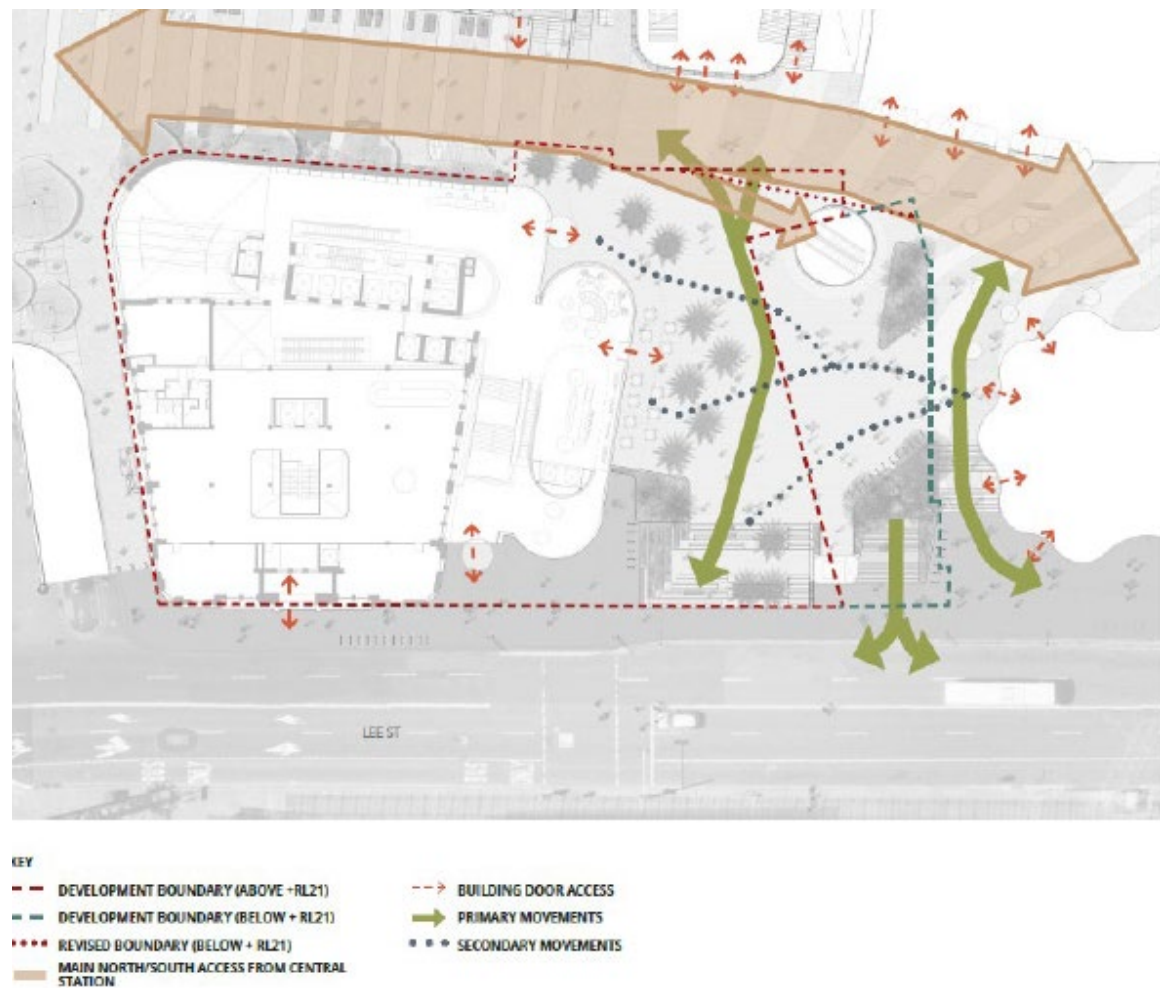 LEE ST
KEY
DEVELOPMENT BOUNDARY (ABOVE +RL21)
DEVELOPMENT BOUNDARY (BELOW + RL21)
REVISED BOUNDARY (BELOW + RL21)
MAIN NORTH/SOUTH ACCESS FROM CENTRAL
STATION
BUILDING DOOR ACCESS
PRIMARY MOVEMENTS
SECONDARY MOVEMENTS